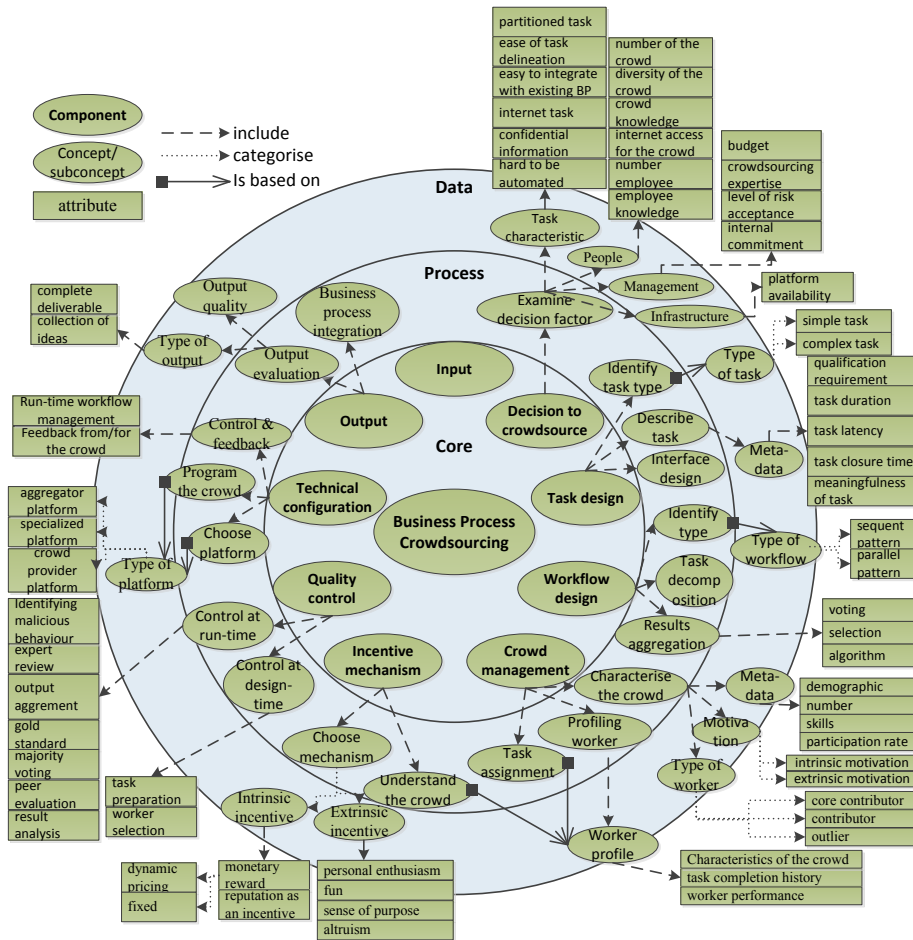 Component
Concept/
subconcept
attribute
include
categorise
Is based on
partitioned task
ease of task
delineation
easy to integrate
with existing BP
internet task
confidential
information
hard to be
automated
number of the
crowd
diversity of the
crowd
crowd
knowledge
internet access
for the crowd
number
employee
employee
knowledge
budget
crowdsourcing
expertise
level of risk
acceptance
internal
commitment
platform
availability
Data
Task
characteristic
People
Management
Infrastructure
Process
Examine
decision factor
Output
quality
Business
process
integration
complete
deliverable
collection of
ideas
Type of
output
Output
evaluation
Input
Output
Decision to
crowdsource
Identify
task type
Type
of task
simple task
complex task
qualification
requirement
task duration
task latency
task closure time
meaningfulness
of task
Describe
task
Meta-
data
Interface
design
Task design
Run-time workflow
management
Feedback from/for
the crowd
Control &
feedback
Core
Program
the crowd
Technical
configuration
Choose
platform
Business Process
Crowdsourcing
Identify
type
Type of
workflow
sequent
pattern
parallel
pattern
aggregator
platform
specialized
platform
crowd
provider
platform
Type of
platform
Quality
control
Workflow
design
Task
decomp
osition
Results
aggregation
voting
selection
algorithm
Identifying
malicious
behaviour
expert
review
output
aggrement
gold
standard
majority
voting
peer
evaluation
result
analysis
Control at
run-time
Control at
design-
time
task
preparation
worker
selection
Incentive
mechanism
Crowd
management
Characterise
the crowd
Meta-
data
demographic
number
skills
participation rate
Motiva
tion
intrinsic motivation
extrinsic motivation
Choose
mechanism
Profiling
worker
Task
assignment
Type of
worker
core contributor
contributor
outlier
Understand
the crowd
Intrinsic
incentive
Extrinsic
incentive
Worker
profile
Characteristics of the crowd
task completion history
worker performance
dynamic
pricing
fixed
monetary
reward
reputation as
an incentive
personal enthusiasm
fun
sense of purpose
altruism